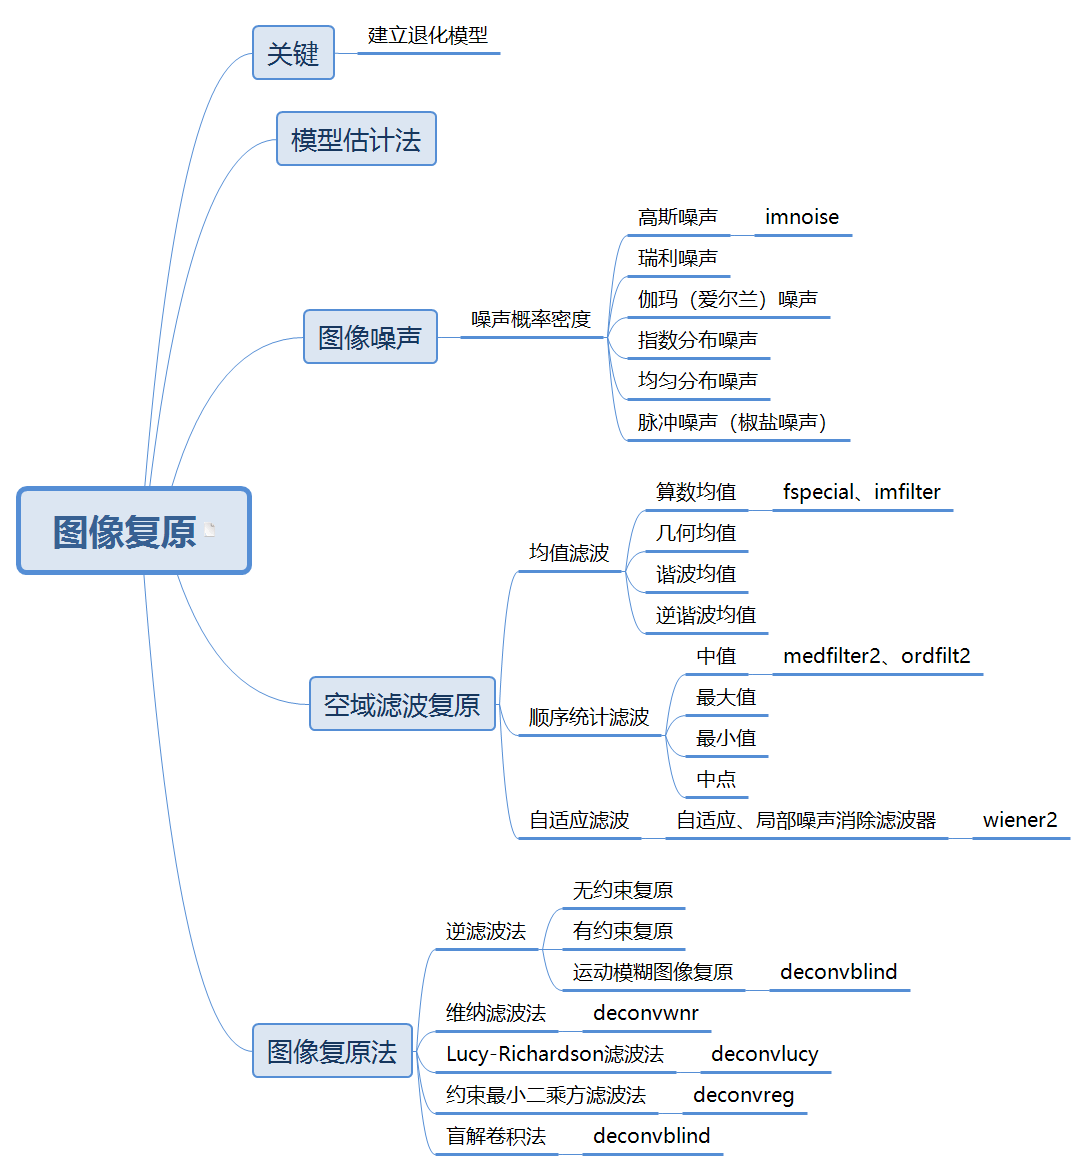 关键
建立退化模型
模型估计法
图像噪声
噪声概率密度
高斯噪声
imnoise
瑞利噪声
伽玛（爱尔兰）噪声
指数分布噪声
均匀分布噪声
脉冲噪声（椒盐噪声）
图像复原
空域滤波复原
均值滤波
算数均值
fspecial、imfilter
几何均值
谐波均值
逆谐波均值
顺序统计滤波
中值
medfilter2、ordfilt2
最大值
最小值
中点
自适应滤波
自适应、局部噪声消除滤波器
wiener2
图像复原法
逆滤波法
无约束复原
有约束复原
运动模糊图像复原
deconvblind
维纳滤波法
deconvwnr
Lucy-Richardson滤波法
deconvlucy
约束最小二乘方滤波法
deconvreg
盲解卷积法
deconvblind